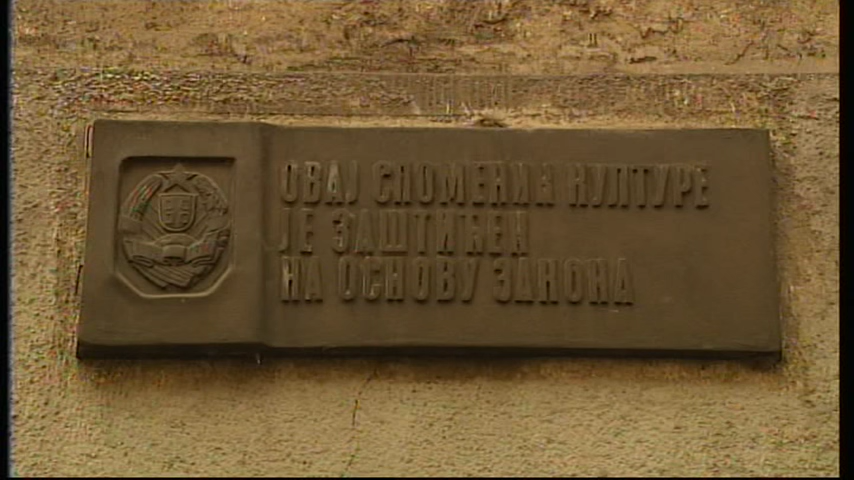 ОВАЈ СПОМЕНИК КУЛТУРЕ
ЈЕ ЗАШТИЋЕН
НА ОСНОВУ ЗАКОНА